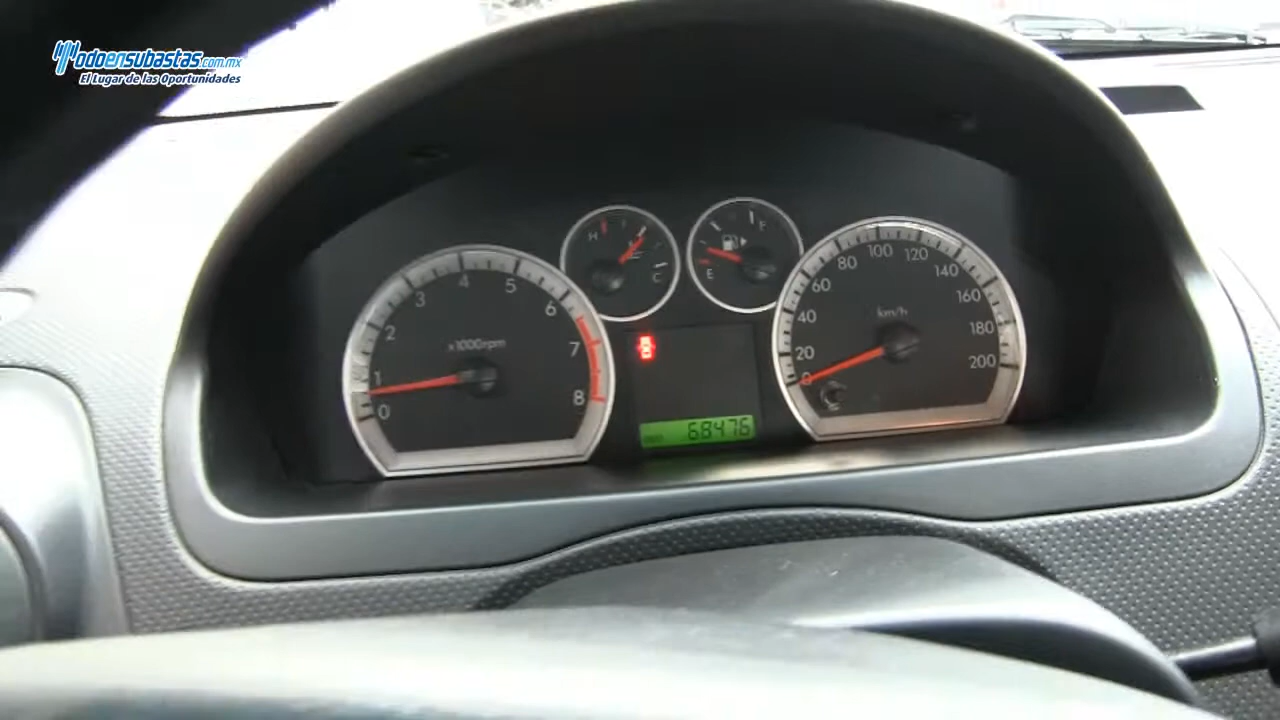 Todoensubastas.com.mx
El Lugar de las Oportunidades
0 1 2 3 4 5 6 7 8
x1000rpm
H C
F E
0 20 40 60 80 100 120 140 160 180 200
km/h
68476